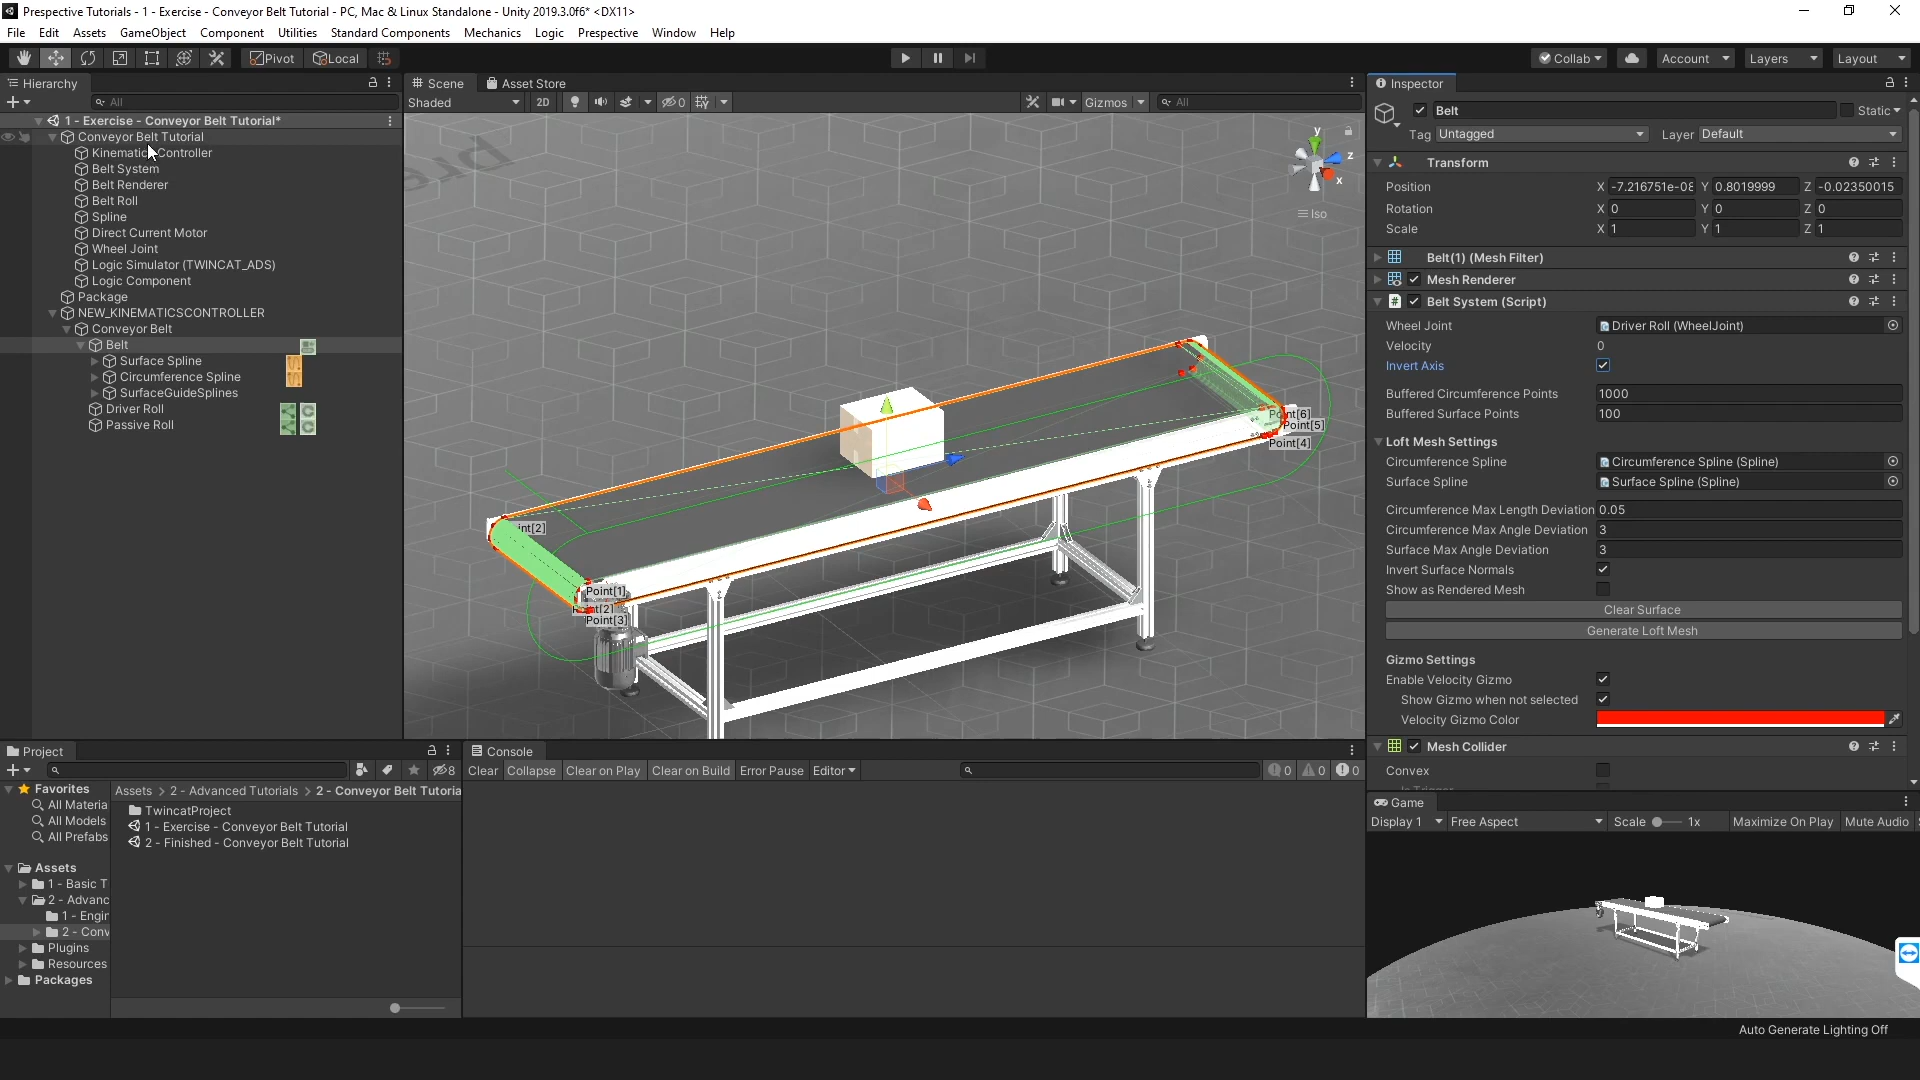 Prespective Tutorials - 1 - Exercise - Conveyor Belt Tutorial - PC, Mac & Linux Standalone - Unity 2019.3.0f6* <DX11>
File Edit Assets GameObject Component Utilities Standard Components Mechanics Logic Prespective Window Help
Pivot Local Collab Account Layers Layout
Hierarchy
All
1 - Exercise - Conveyor Belt Tutorial*
Conveyor Belt Tutorial
Kinematic Controller
Belt System
Belt Renderer
Belt Roll
Spline
Direct Current Motor
Wheel Joint
Logic Simulator (TWINCAT_ADS)
Logic Component
Package
NEW_KINEMATICSCONTROLLER
Conveyor Belt
Belt
Surface Spline
Circumference Spline
SurfaceGuideSplines
Driver Roll
Passive Roll
Scene Asset Store
Shaded 2D 0 Gizmos All
y
z
x
Iso
Point[6]
Point[5]
Point[4]
int[2]
Point[1]
Point[3]
Inspector
Belt Static
Tag Untagged Layer Default
Transform
Position X -7.216751e-08 Y 0.8019999 Z -0.02350015
Rotation X 0 Y 0 Z 0
Scale X 1 Y 1 Z 1
Belt(1) (Mesh Filter)
Mesh Renderer
Belt System (Script)
Wheel Joint Driver Roll (WheelJoint)
Velocity 0
Invert Axis
Buffered Circumference Points 1000
Buffered Surface Points 100
Loft Mesh Settings
Circumference Spline Circumference Spline (Spline)
Surface Spline Surface Spline (Spline)
Circumference Max Length Deviation 0.05
Circumference Max Angle Deviation 3
Surface Max Angle Deviation 3
Invert Surface Normals
Show as Rendered Mesh
Clear Surface
Generate Loft Mesh
Gizmo Settings
Enable Velocity Gizmo
Show Gizmo when not selected
Velocity Gizmo Color
Mesh Collider
Convex
Project
8
Favorites
All Materia
All Models
All Prefabs
Assets
1 - Basic T
2 - Advanc
1 - Engin
2 - Conv
Plugins
Resources
Packages
Assets > 2 - Advanced Tutorials > 2 - Conveyor Belt Tutoria
TwincatProject
1 - Exercise - Conveyor Belt Tutorial
2 - Finished - Conveyor Belt Tutorial
Console
Clear Collapse Clear on Play Clear on Build Error Pause Editor 0 0 0
Game
Display 1 Free Aspect Scale 1x Maximize On Play Mute Audio
Auto Generate Lighting Off